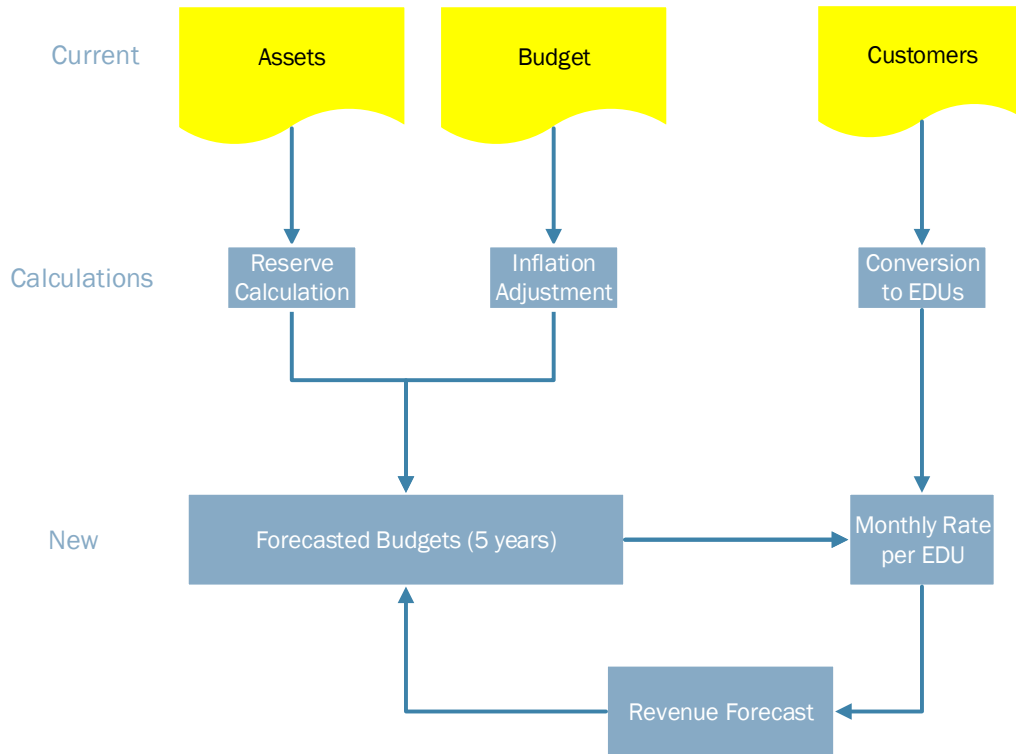 Current
Assets
Budget
Customers
Calculations
Reserve
Calculation
Inflation
Adjustment
Conversion
to EDUs
New
Forecasted Budgets (5 years)
Monthly Rate
per EDU
Revenue Forecast